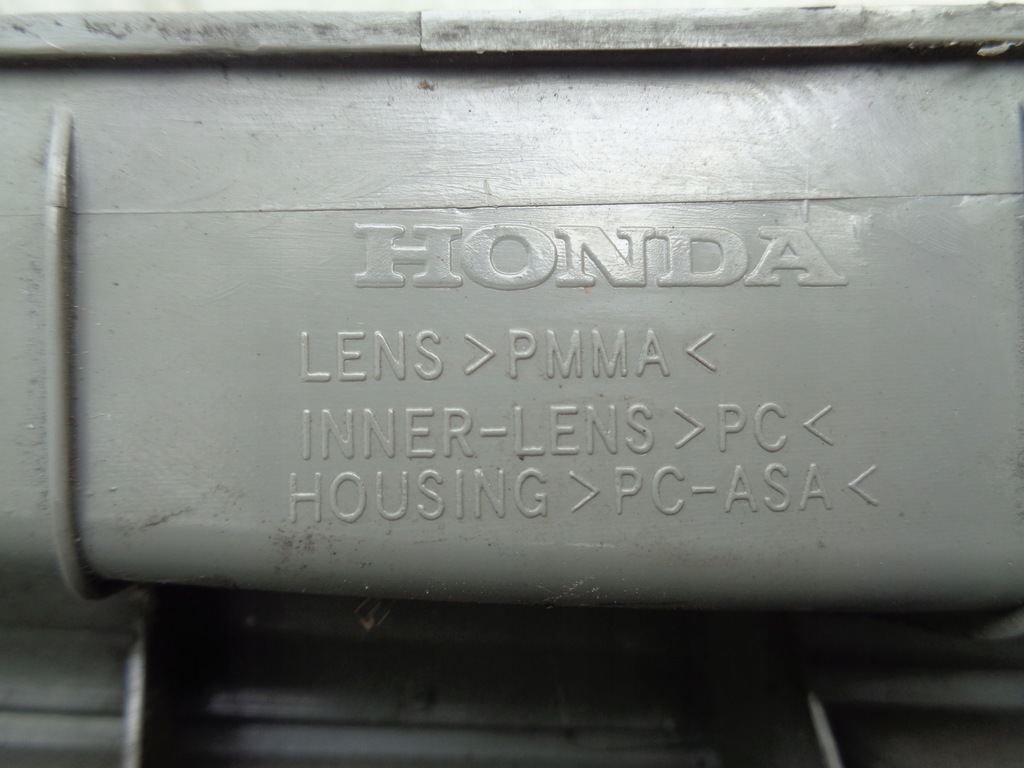 HONDA
LENS >PMMA<
INNER-LENS >PC<
HOUSING >PC-ASA<